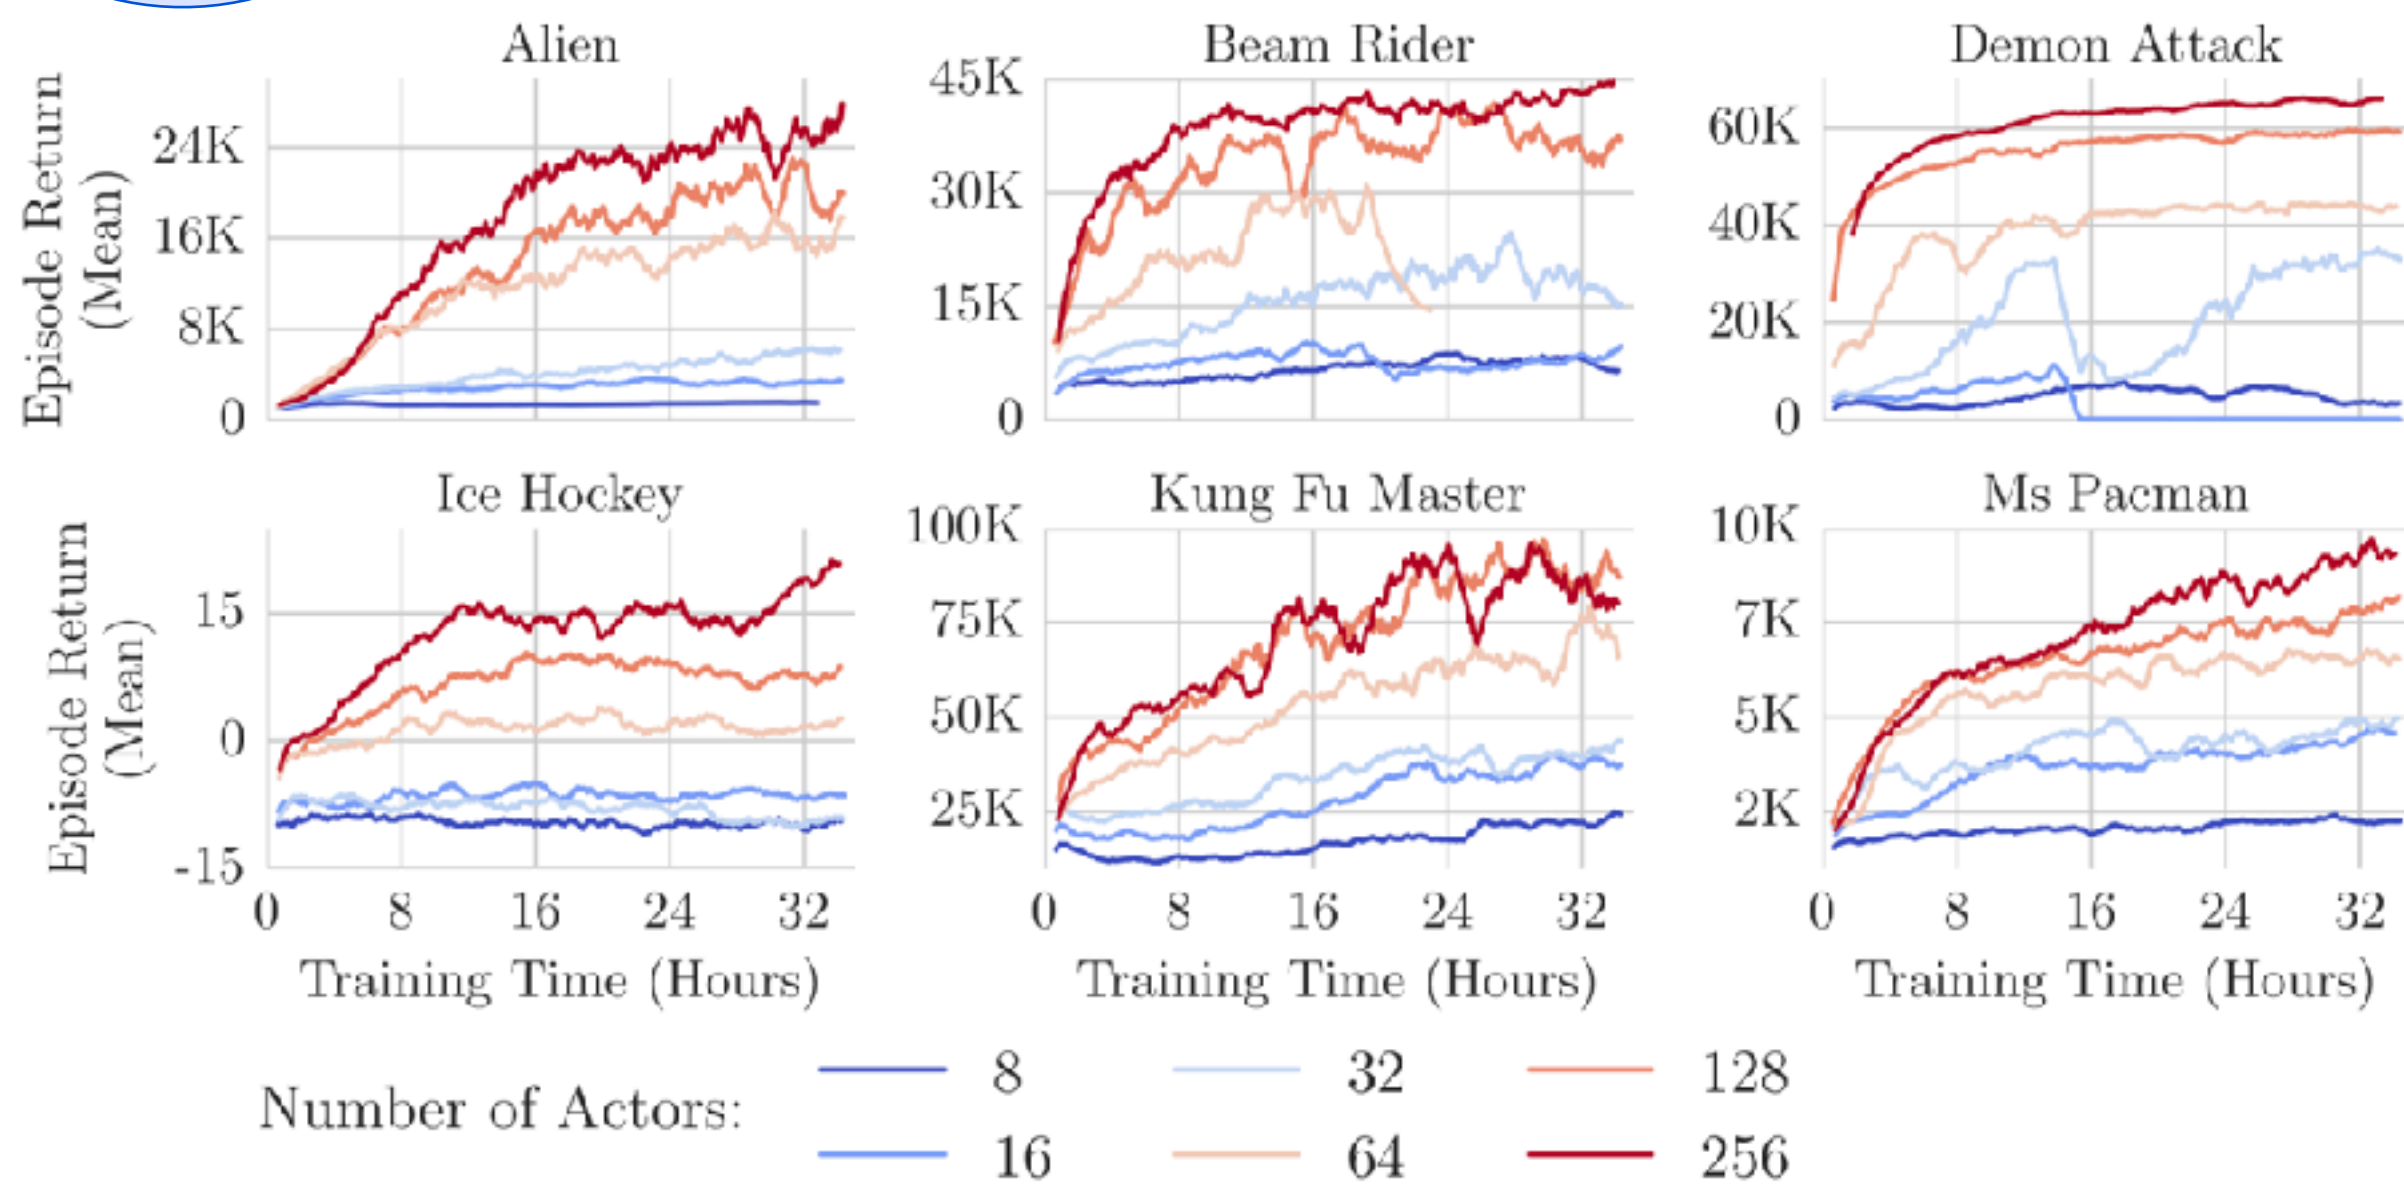 Alien
Beam Rider
Demon Attack
Episode Return
(Mean)
24K
16K
8K
0
45K
30K
15K
0
60K
40K
20K
0
Ice Hockey
Kung Fu Master
Ms Pacman
Episode Return
(Mean)
15
0
-15
100K
75K
50K
25K
10K
7K
5K
2K
0 8 16 24 32
0 8 16 24 32
0 8 16 24 32
Training Time (Hours)
Training Time (Hours)
Training Time (Hours)
Number of Actors:
8 32 128
16 64 256